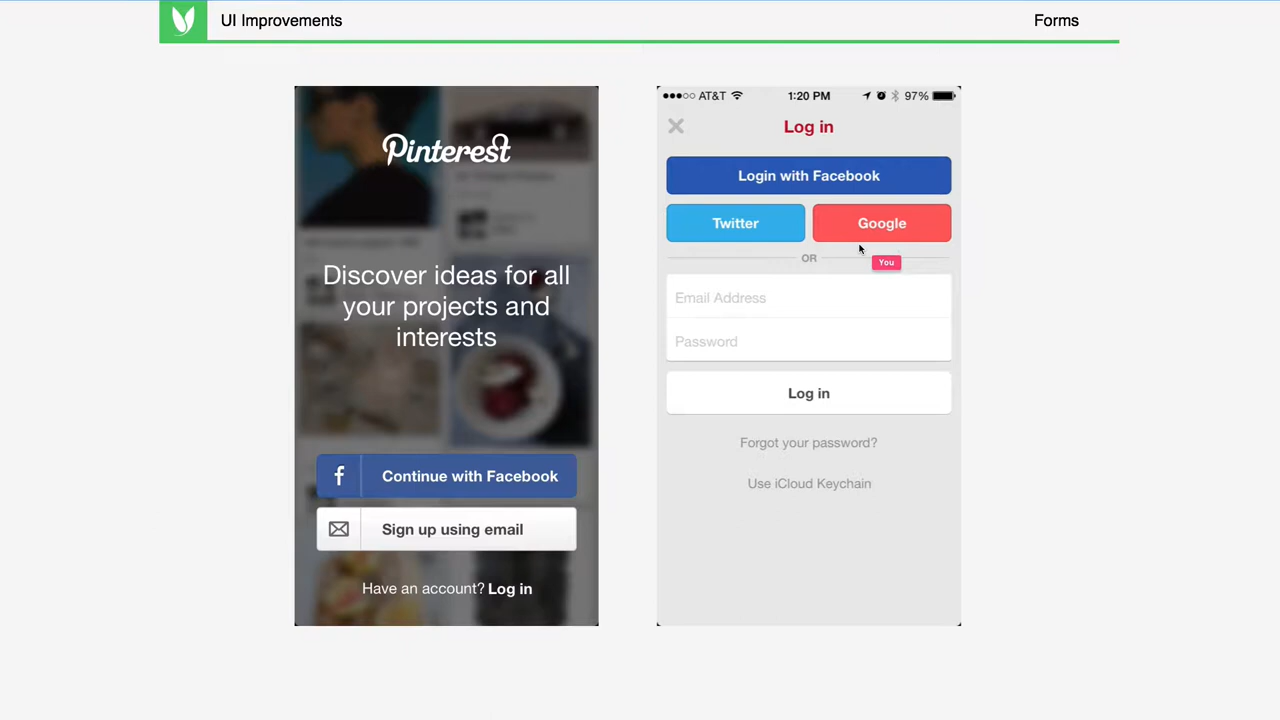 UI Improvements
Forms
Pinterest
Discover ideas for all
your projects and
interests
f
Continue with Facebook
Sign up using email
Have an account? Log in
AT&T
1:20 PM
97%
Log in
Login with Facebook
Twitter
Google
OR
You
Email Address
Password
Log in
Forgot your password?
Use iCloud Keychain